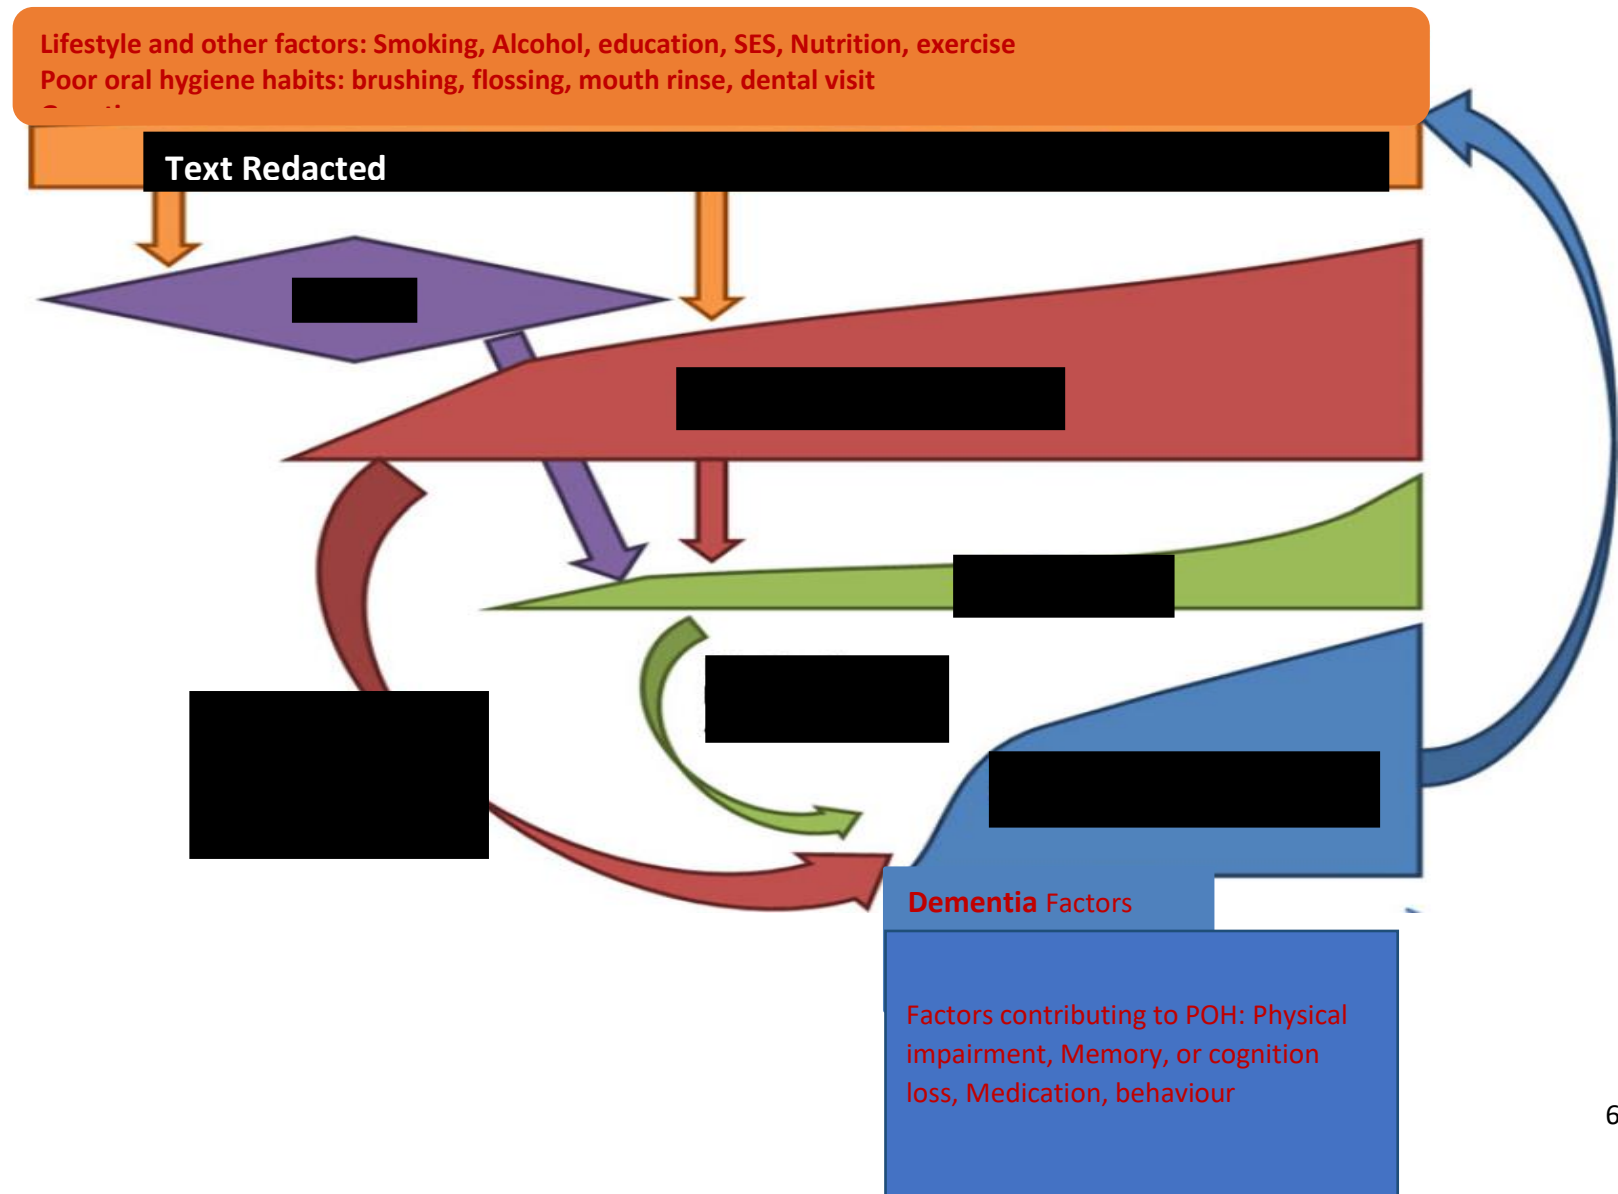 Lifestyle and other factors: Smoking, Alcohol, education, SES, Nutrition, exercise
Poor oral hygiene habits: brushing, flossing, mouth rinse, dental visit
Text Redacted
Dementia Factors
Factors contributing to POH: Physical
impairment, Memory, or cognition
loss, Medication, behaviour
6